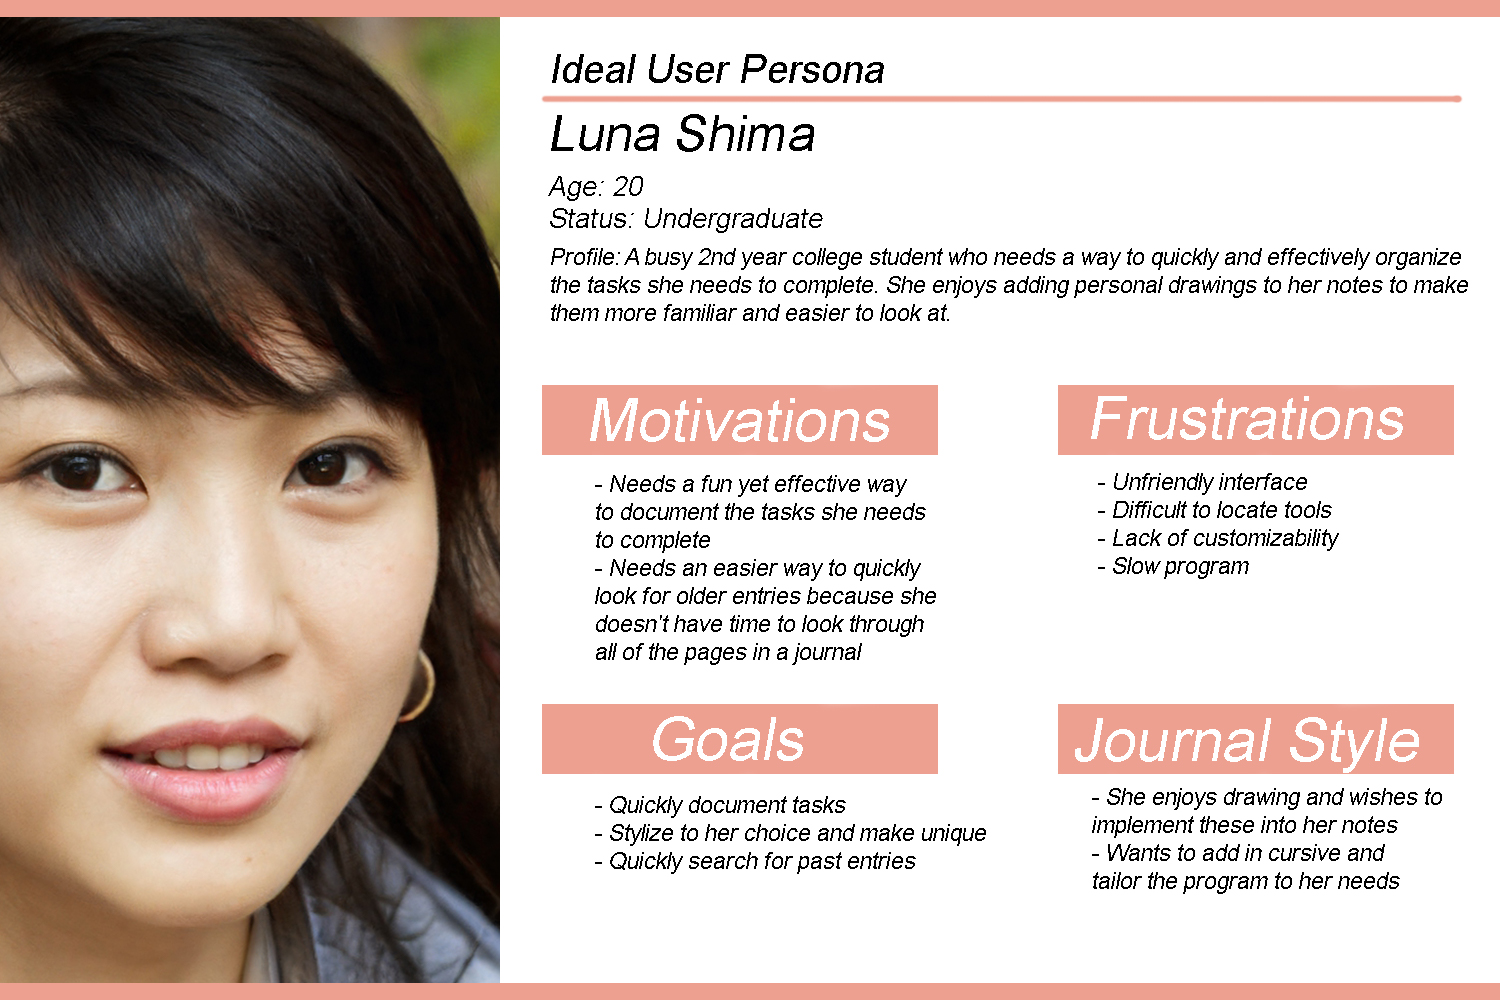 Ideal User Persona
Luna Shima
Age: 20
Status: Undergraduate
Profile: A busy 2nd year college student who needs a way to quickly and effectively organize
the tasks she needs to complete. She enjoys adding personal drawings to her notes to make
them more familiar and easier to look at.
Motivations
- Needs a fun yet effective way
to document the tasks she needs
to complete
- Needs an easier way to quickly
look for older entries because she
doesn't have time to look through
all of the pages in a journal
Frustrations
- Unfriendly interface
- Difficult to locate tools
- Lack of customizability
- Slow program
Goals
- Quickly document tasks
- Stylize to her choice and make unique
- Quickly search for past entries
Journal Style
- She enjoys drawing and wishes to
implement these into her notes
- Wants to add in cursive and
tailor the program to her needs